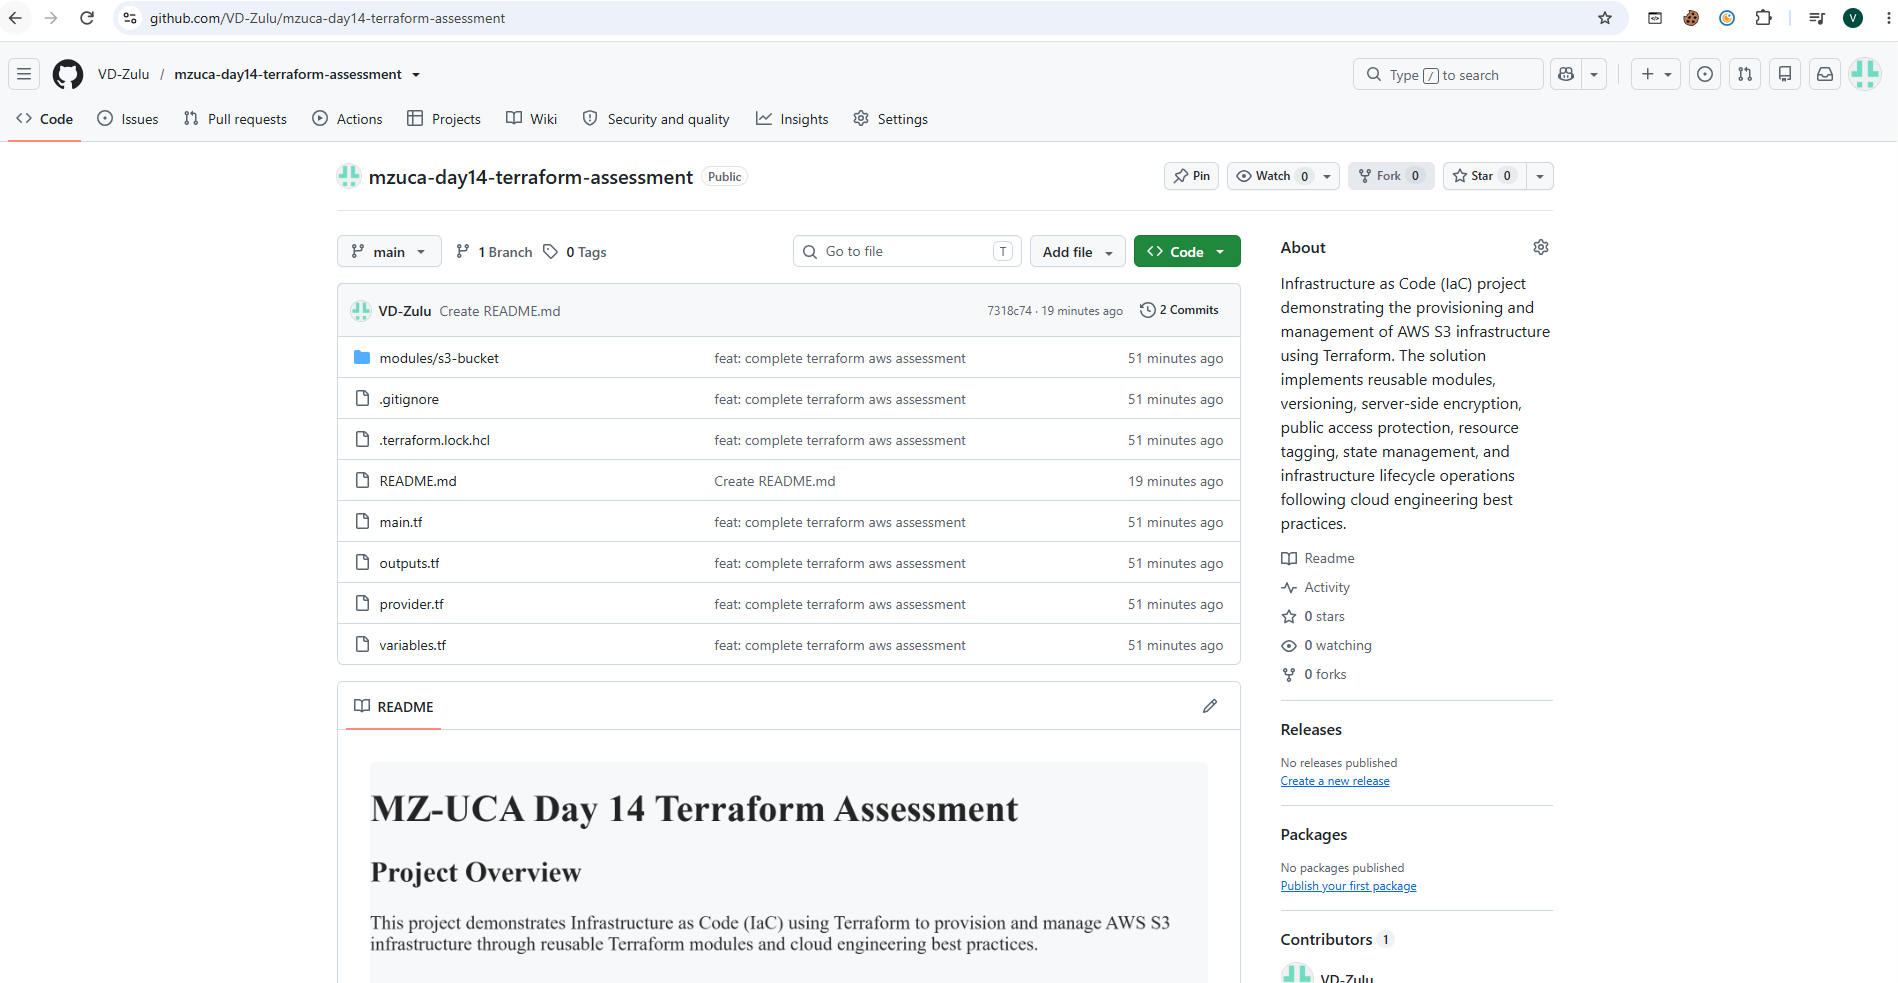 github.com/VD-Zulu/mzuca-day14-terraform-assessment
V
VD-Zulu / mzuca-day14-terraform-assessment
Type / to search
Code Issues Pull requests Actions Projects Wiki Security and quality Insights Settings
mzuca-day14-terraform-assessment Public
Pin Watch 0 Fork 0 Star 0
main 1 Branch 0 Tags Go to file T Add file Code
VD-Zulu Create README.md 7318c74 · 19 minutes ago 2 Commits
modules/s3-bucket feat: complete terraform aws assessment 51 minutes ago
.gitignore feat: complete terraform aws assessment 51 minutes ago
.terraform.lock.hcl feat: complete terraform aws assessment 51 minutes ago
README.md Create README.md 19 minutes ago
main.tf feat: complete terraform aws assessment 51 minutes ago
outputs.tf feat: complete terraform aws assessment 51 minutes ago
provider.tf feat: complete terraform aws assessment 51 minutes ago
variables.tf feat: complete terraform aws assessment 51 minutes ago
README
MZ-UCA Day 14 Terraform Assessment
Project Overview
This project demonstrates Infrastructure as Code (IaC) using Terraform to provision and manage AWS S3
infrastructure through reusable Terraform modules and cloud engineering best practices.
About
Infrastructure as Code (IaC) project
demonstrating the provisioning and
management of AWS S3 infrastructure
using Terraform. The solution
implements reusable modules,
versioning, server-side encryption,
public access protection, resource
tagging, state management, and
infrastructure lifecycle operations
following cloud engineering best
practices.
Readme
Activity
0 stars
0 watching
0 forks
Releases
No releases published
Create a new release
Packages
No packages published
Publish your first package
Contributors 1
VD-Zulu